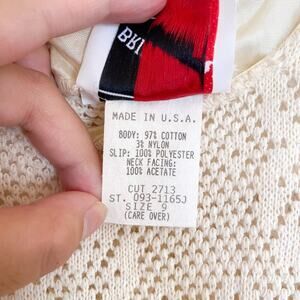 BRI
MADE IN U.S.A.
BODY: 97% COTTON
3% NYLON
SLIP: 100% POLYESTER
NECK FACING:
100% ACETATE
CUT 2713
ST. 093-1165J
SIZE 9
(CARE OVER)